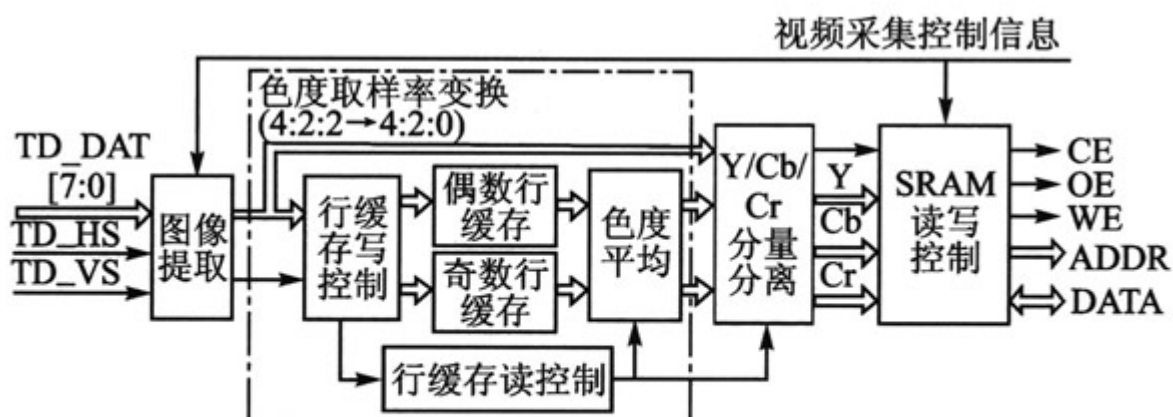 视频采集控制信息
色度取样率变换
(4:2:2→4:2:0)
TD_DAT
[7:0]
TD_HS
TD_VS
图像
提取
行缓
存写
控制
偶数行
缓存
奇数行
缓存
色度
平均
行缓存读控制
Y/Cb/
Cr
分量
分离
Y
Cb
Cr
SRAM
读写
控制
CE
OE
WE
ADDR
DATA